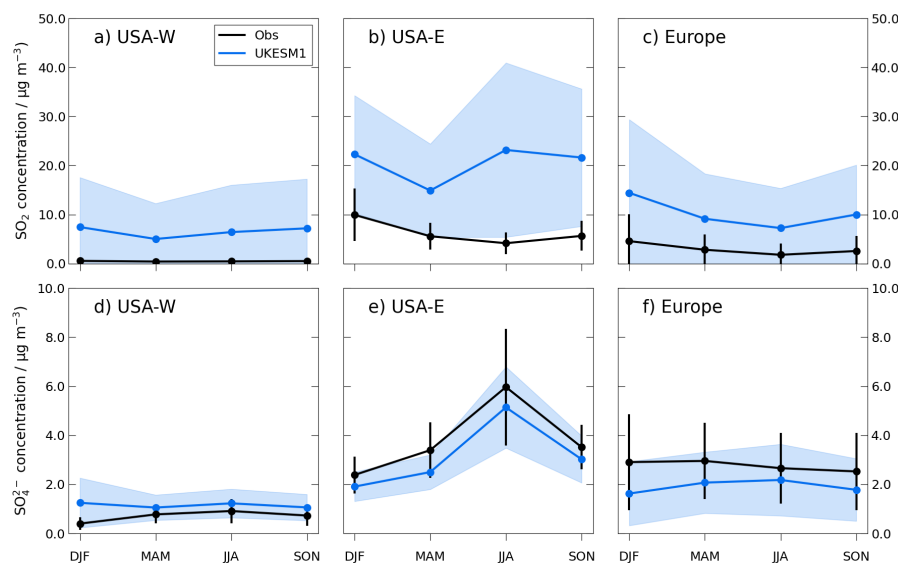 a) USA-W
Obs
UKESM1
b) USA-E
c) Europe
SO₂ concentration / μg m⁻³
50.0
40.0
30.0
20.0
10.0
0.0
50.0
40.0
30.0
20.0
10.0
0.0
d) USA-W
e) USA-E
f) Europe
SO₄²⁻ concentration / μg m⁻³
10.0
8.0
6.0
4.0
2.0
0.0
10.0
8.0
6.0
4.0
2.0
0.0
DJF MAM JJA SON
DJF MAM JJA SON
DJF MAM JJA SON